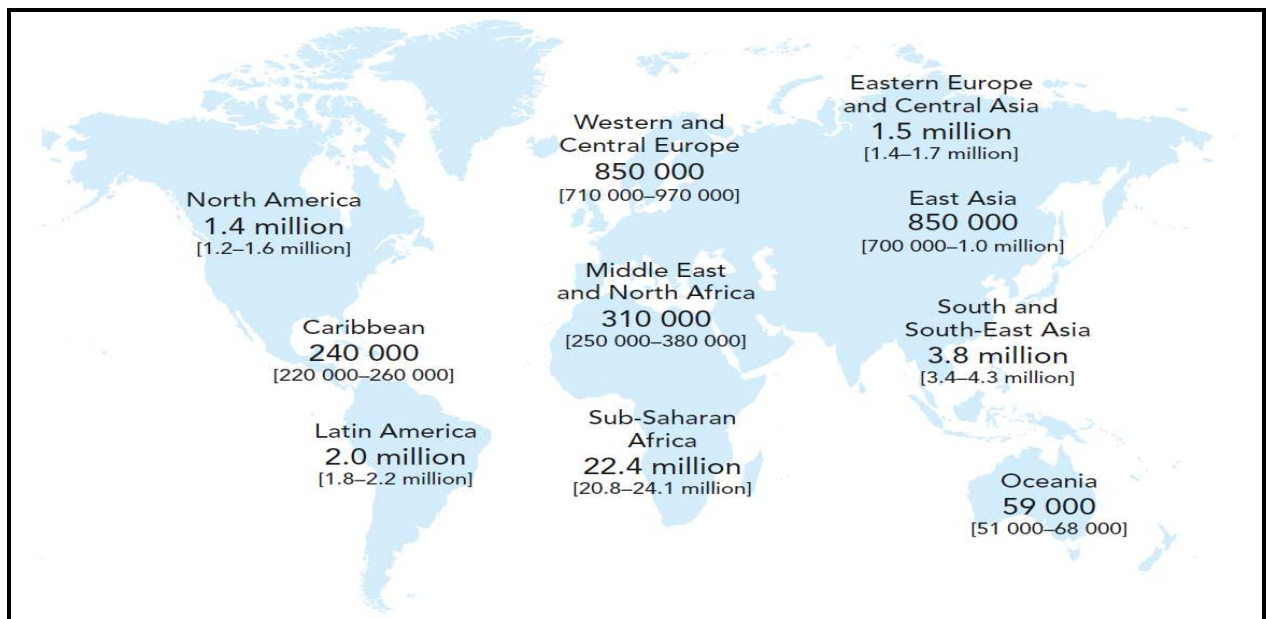 Eastern Europe
and Central Asia
1.5 million
[1.4–1.7 million]
Western and
Central Europe
850 000
[710 000–970 000]
North America
1.4 million
[1.2–1.6 million]
East Asia
850 000
[700 000–1.0 million]
Middle East
and North Africa
310 000
[250 000–380 000]
South and
South-East Asia
3.8 million
[3.4–4.3 million]
Caribbean
240 000
[220 000–260 000]
Sub-Saharan
Africa
22.4 million
[20.8–24.1 million]
Latin America
2.0 million
[1.8–2.2 million]
Oceania
59 000
[51 000–68 000]